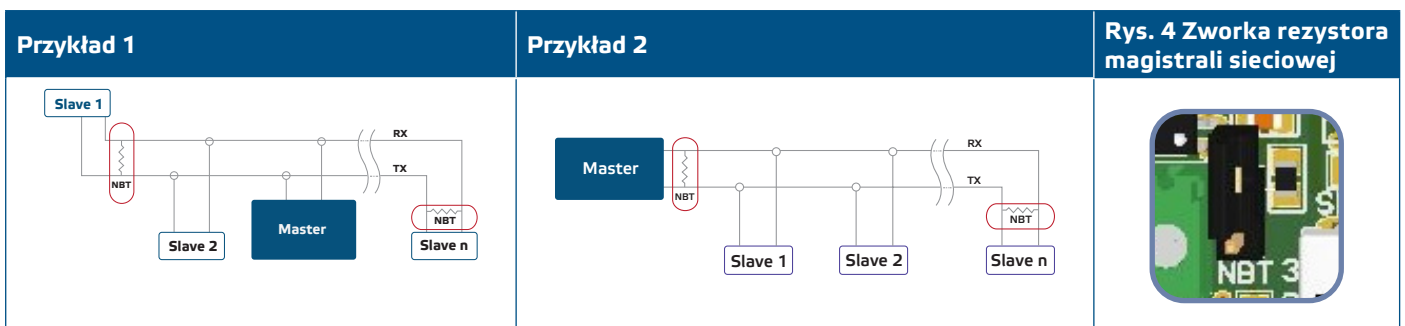 Przykład 1
Slave 1
RX
TX
NBT
NBT
Slave 2
Master
Slave n
Przykład 2
Master
RX
TX
NBT
NBT
Slave 1
Slave 2
Slave n
Rys. 4 Zworka rezystora
magistrali sieciowej
NBT 3